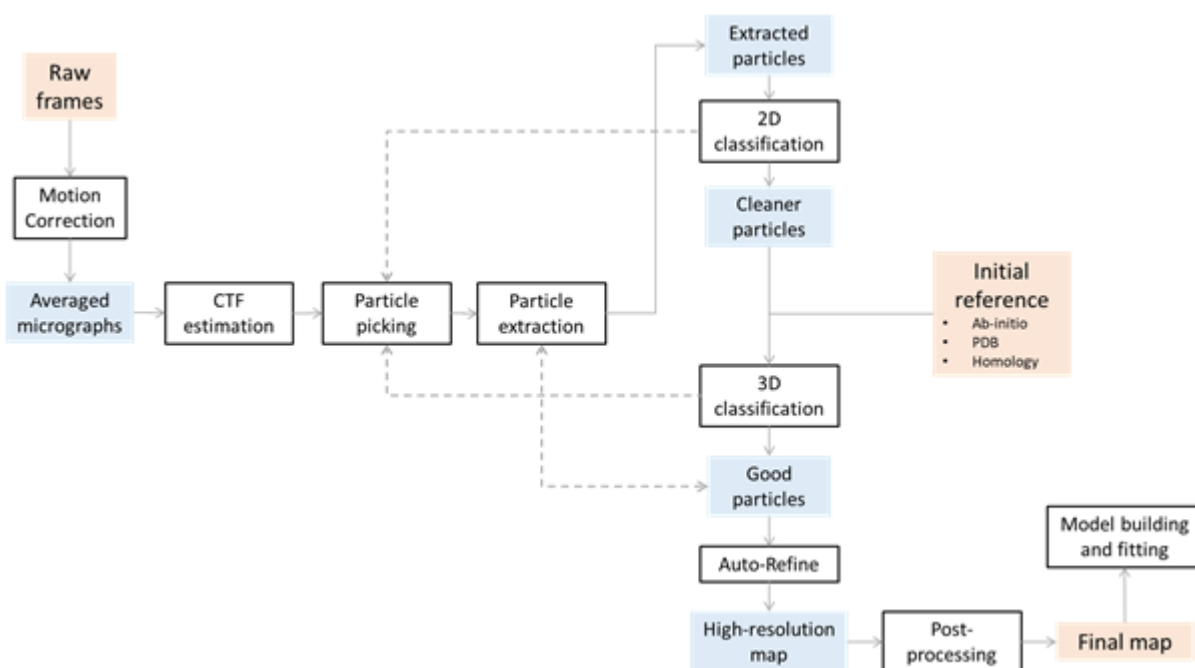 Raw
frames
Motion
Correction
Averaged
micrographs
CTF
estimation
Particle
picking
Particle
extraction
Extracted
particles
2D
classification
Cleaner
particles
Initial
reference
• Ab-initio
• PDB
• Homology
3D
classification
Good
particles
Auto-Refine
High-resolution
map
Post-
processing
Final map
Model building
and fitting